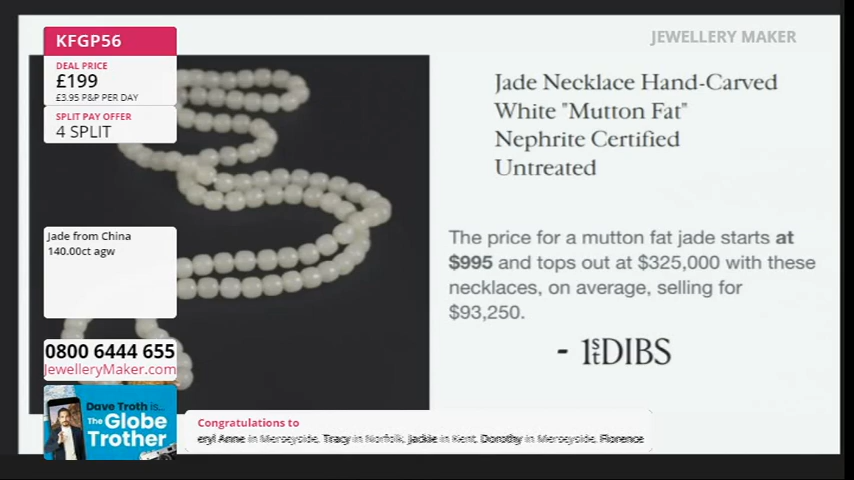 KFGP56
DEAL PRICE
£199
£3.95 P&P PER DAY
SPLIT PAY OFFER
4 SPLIT
Jade from China
140.00ct agw
0800 6444 655
JewelleryMaker.com
Dave Troth is...
The Globe
Trother
JEWELLERY MAKER
Jade Necklace Hand-Carved
White "Mutton Fat"
Nephrite Certified
Untreated
The price for a mutton fat jade starts at
$995 and tops out at $325,000 with these
necklaces, on average, selling for
$93,250.
- 1stDIBS
Congratulations to
eryl Anne in Merseyside, Tracy in Norfolk, Jackie in Kent, Dorothy in Merseyside, Florence